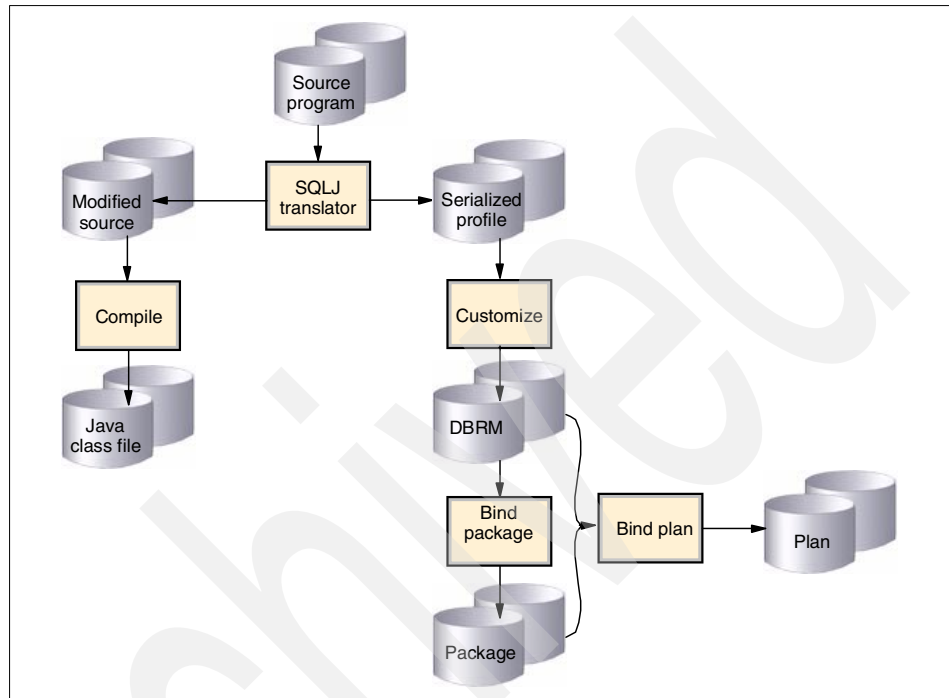 Source
program
SQLJ
translator
Modified
source
Serialized
profile
Compile
Customize
Java
class file
DBRM
Bind
package
Bind plan
Plan
Package